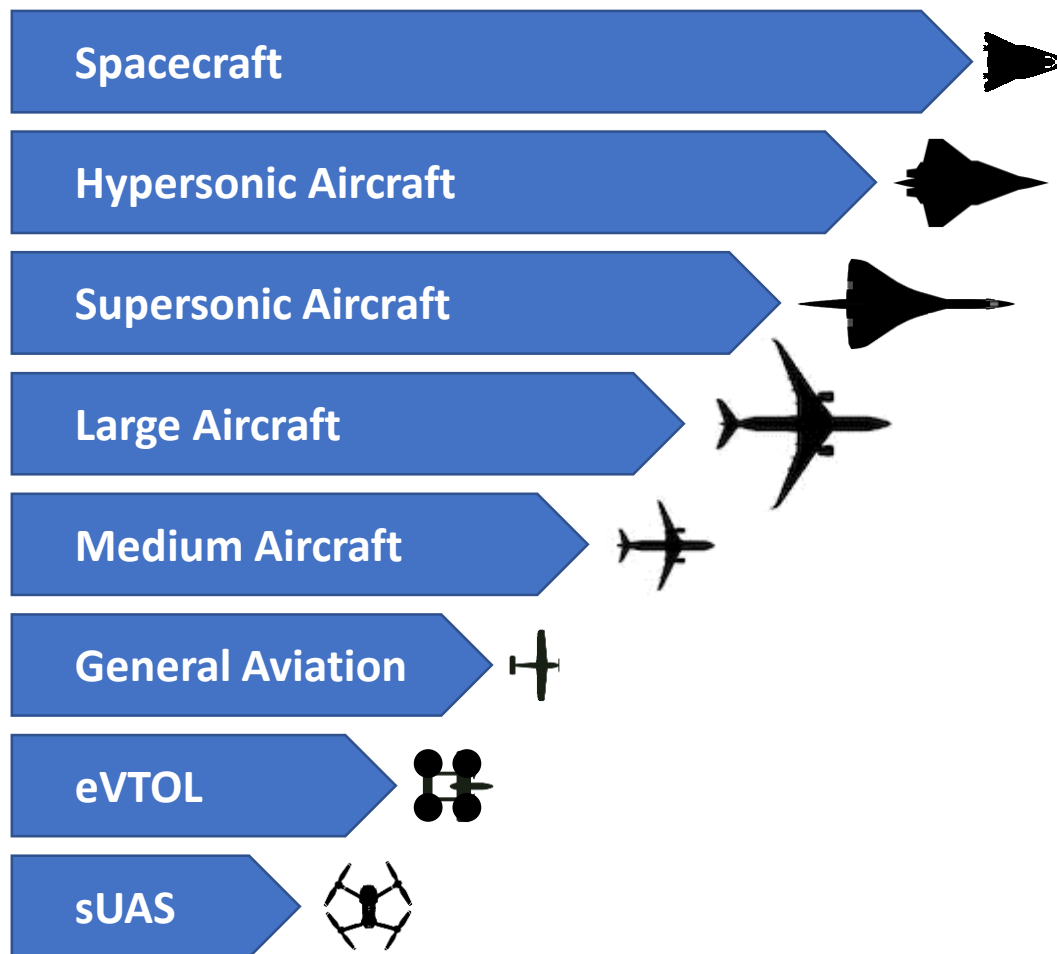 Spacecraft
Hypersonic Aircraft
Supersonic Aircraft
Large Aircraft
Medium Aircraft
General Aviation
eVTOL
sUAS